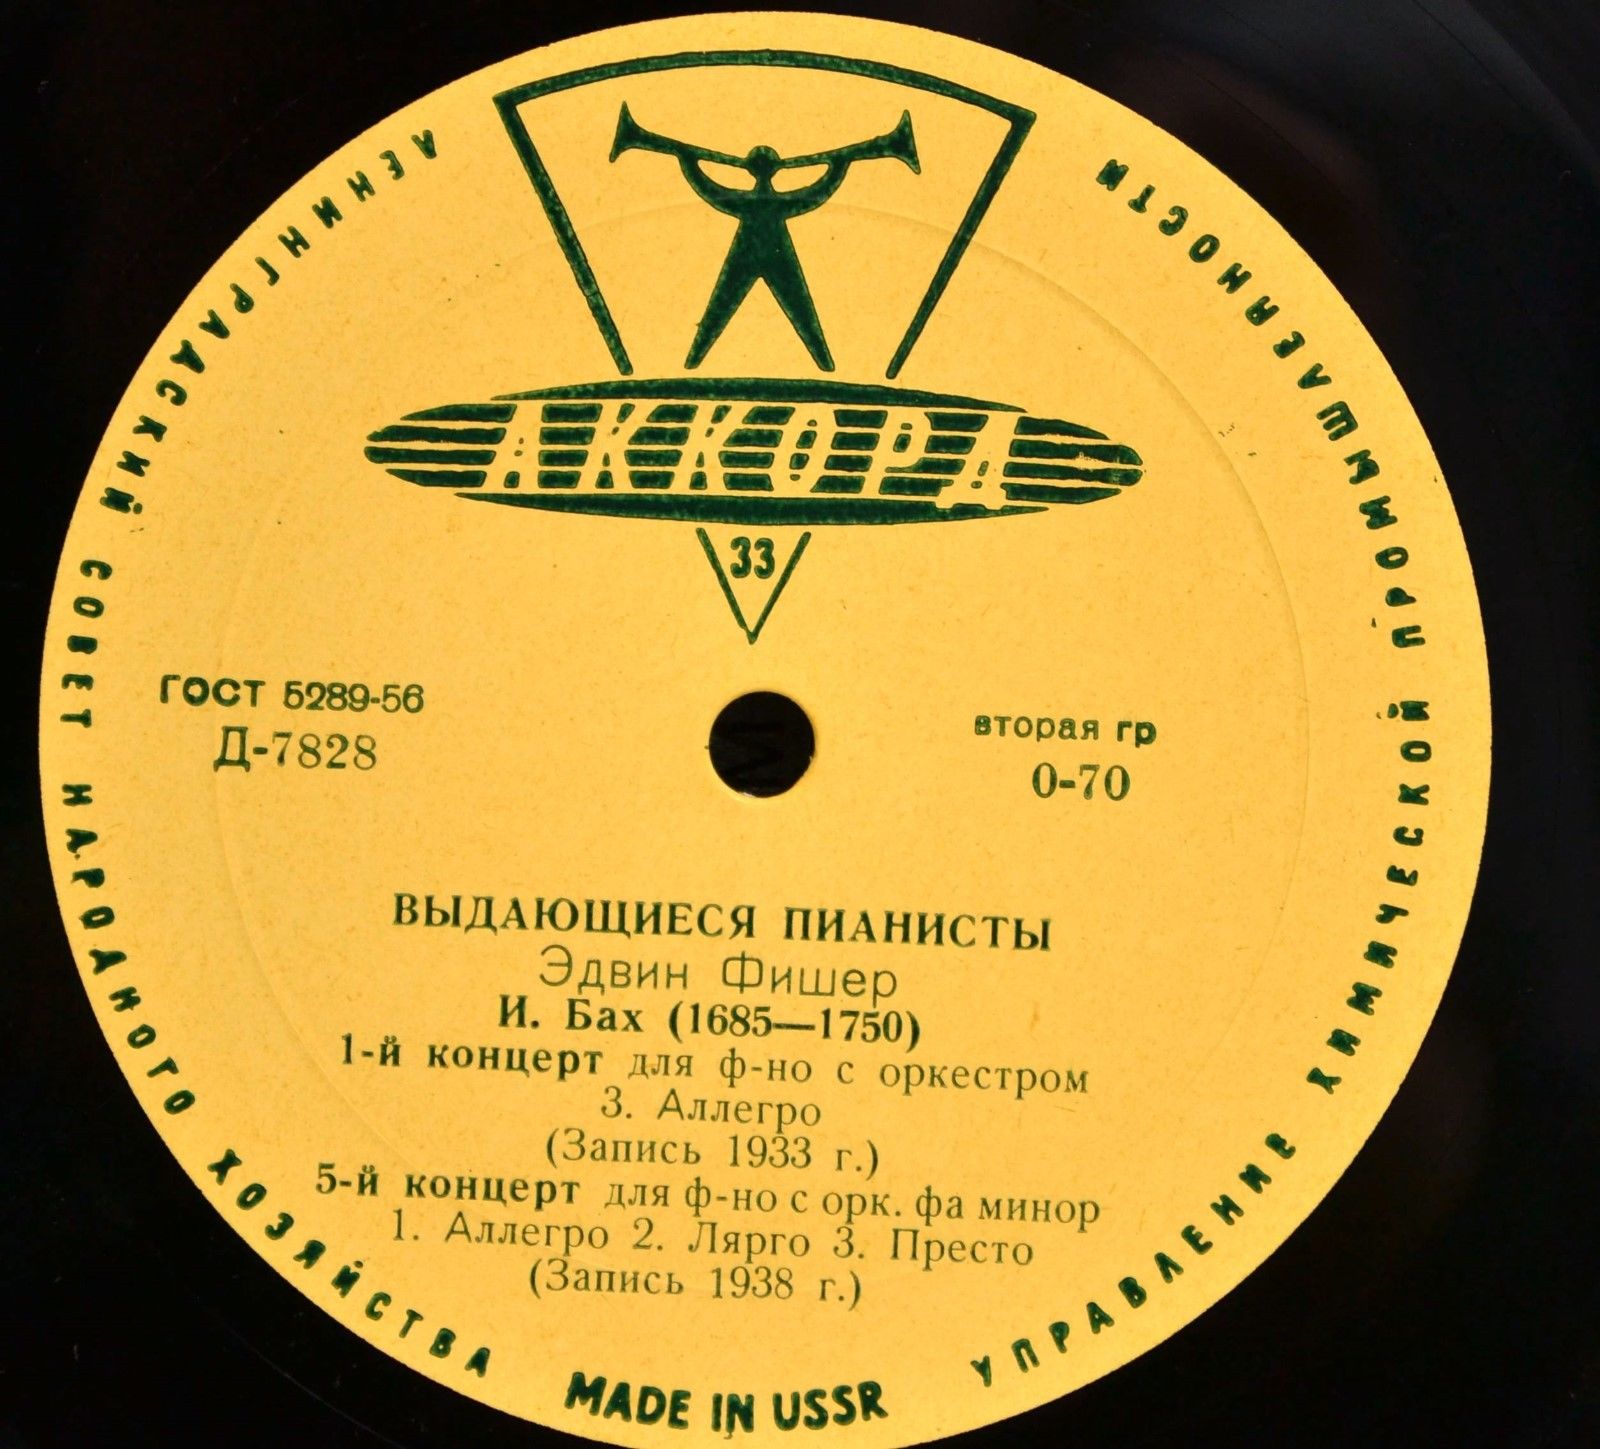 ЛЕНИНГРАДСКИЙ СОВЕТ НАРОДНОГО ХОЗЯЙСТВА
УПРАВЛЕНИЕ ХИМИЧЕСКОЙ ПРОМЫШЛЕННОСТИ
АККОРД
33
ГОСТ 5289-56
Д-7828
вторая гр
0-70
ВЫДАЮЩИЕСЯ ПИАНИСТЫ
Эдвин Фишер
И. Бах (1685—1750)
1-й концерт для ф-но с оркестром
3. Аллегро
(Запись 1933 г.)
5-й концерт для ф-но с орк. фа минор
1. Аллегро 2. Лярго 3. Престо
(Запись 1938 г.)
MADE IN USSR